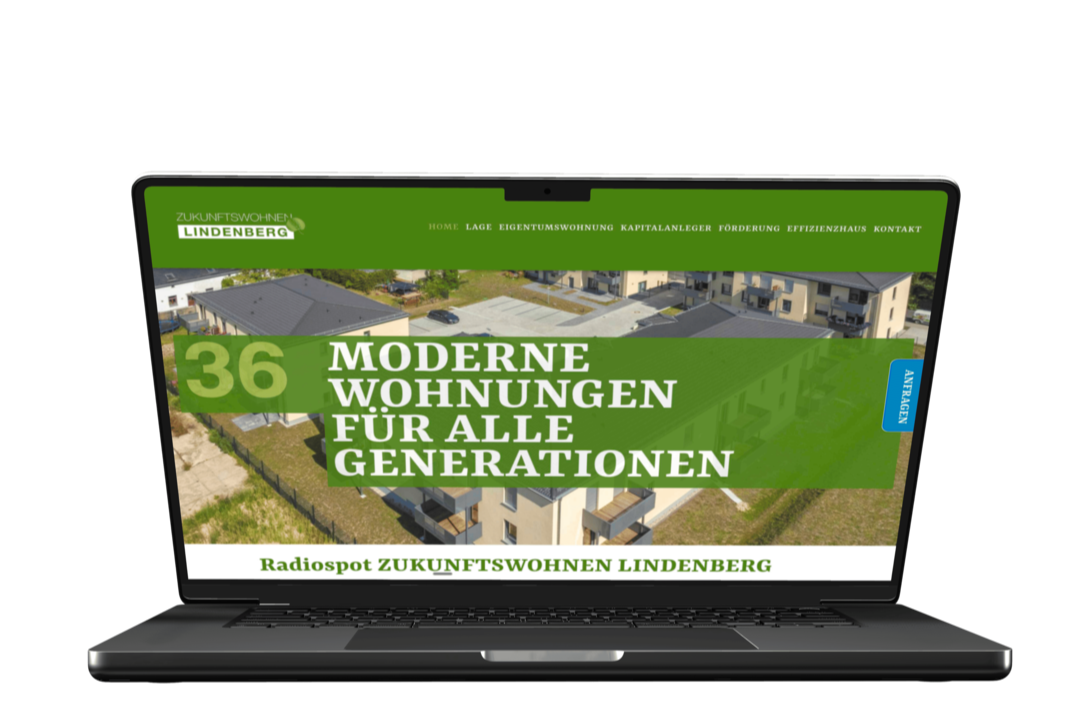 ZUKUNFTSWOHNEN
LINDENBERG
HOME LAGE EIGENTUMSWOHNUNG KAPITALANLEGER FÖRDERUNG EFFIZIENZHAUS KONTAKT
36
MODERNE
WOHNUNGEN
FÜR ALLE
GENERATIONEN
ANFRAGEN
Radiospot ZUKUNFTSWOHNEN LINDENBERG